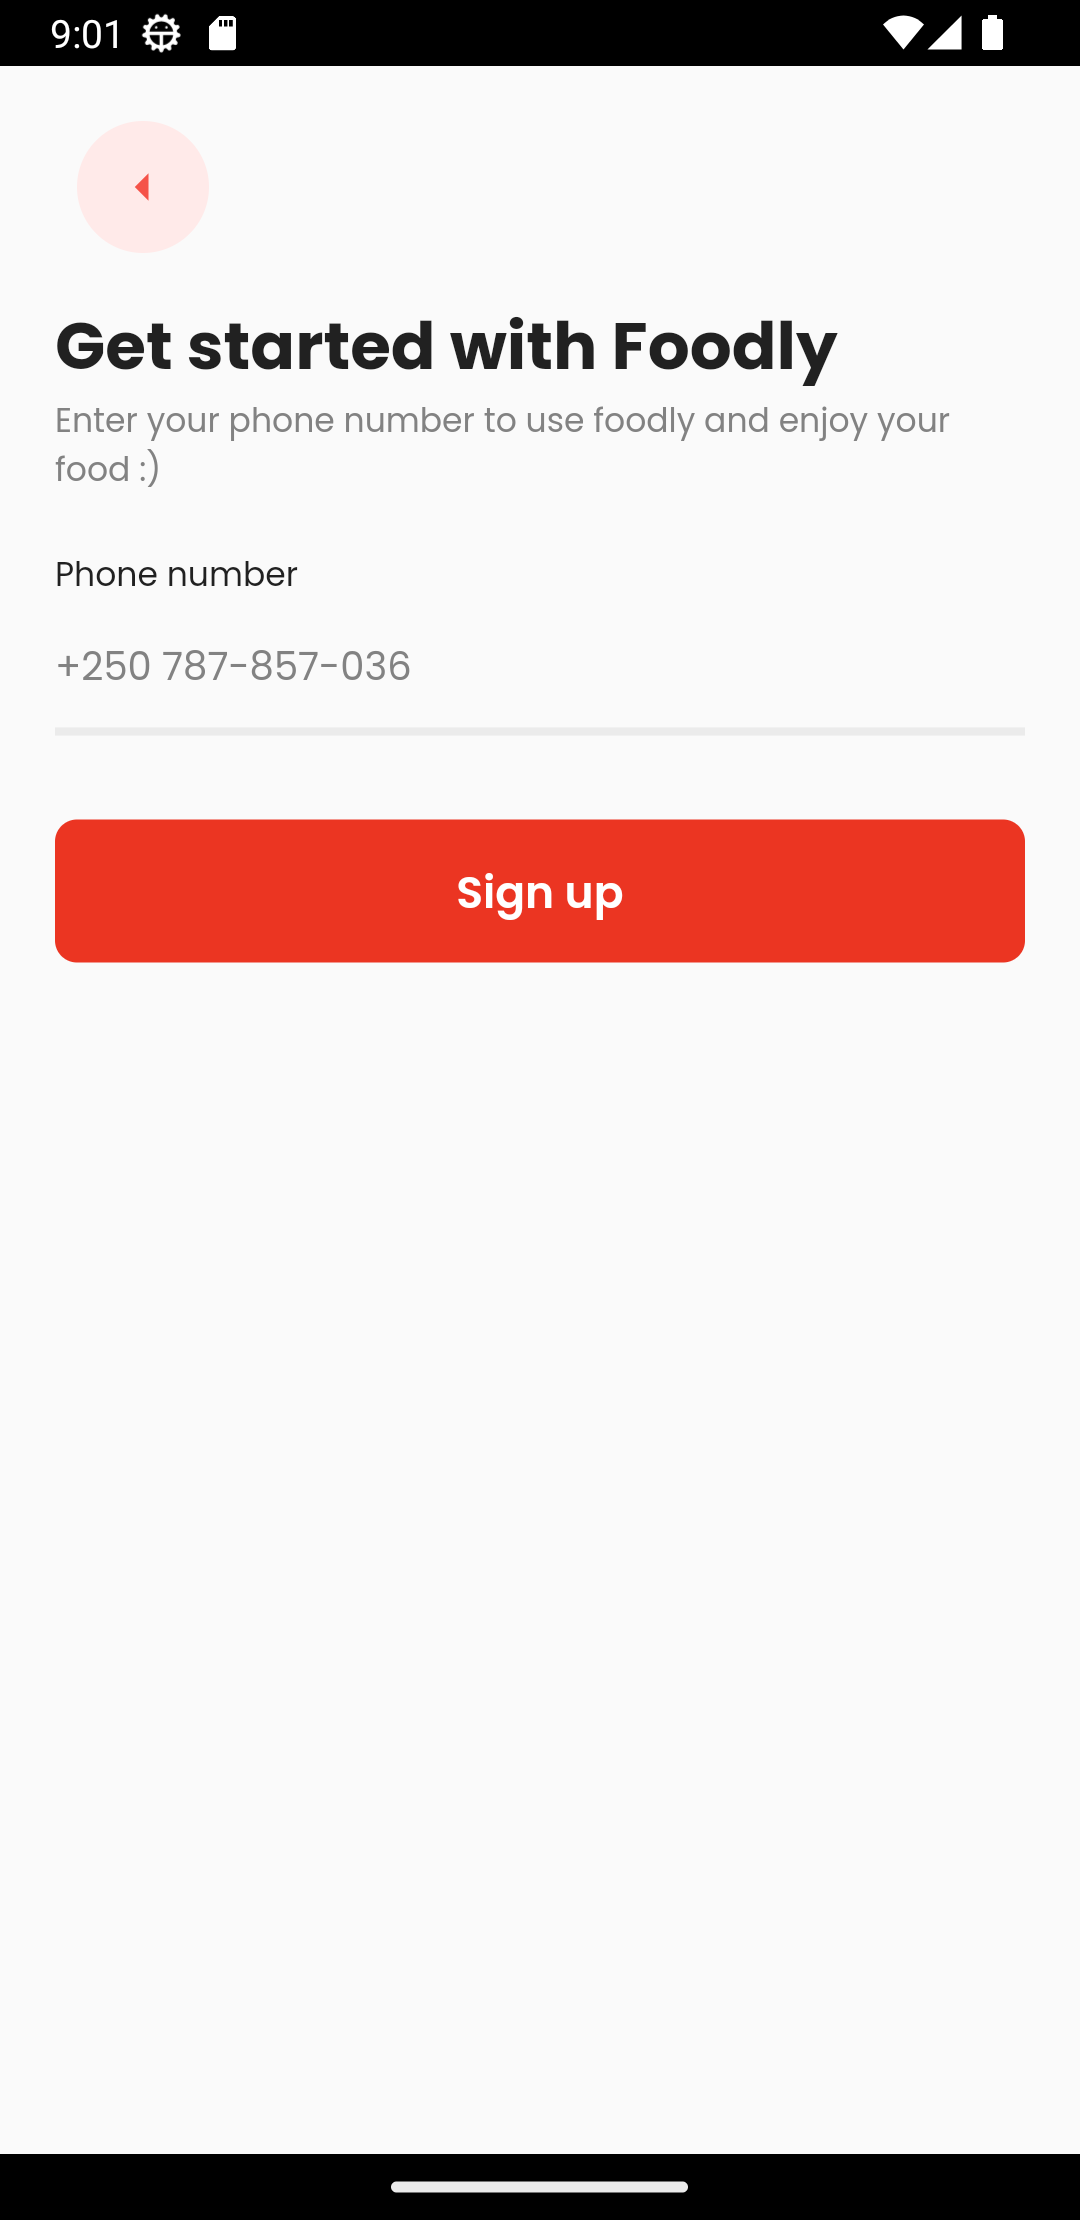 9:01
Get started with Foodly
Enter your phone number to use foodly and enjoy your
food :)
Phone number
+250 787-857-036
Sign up